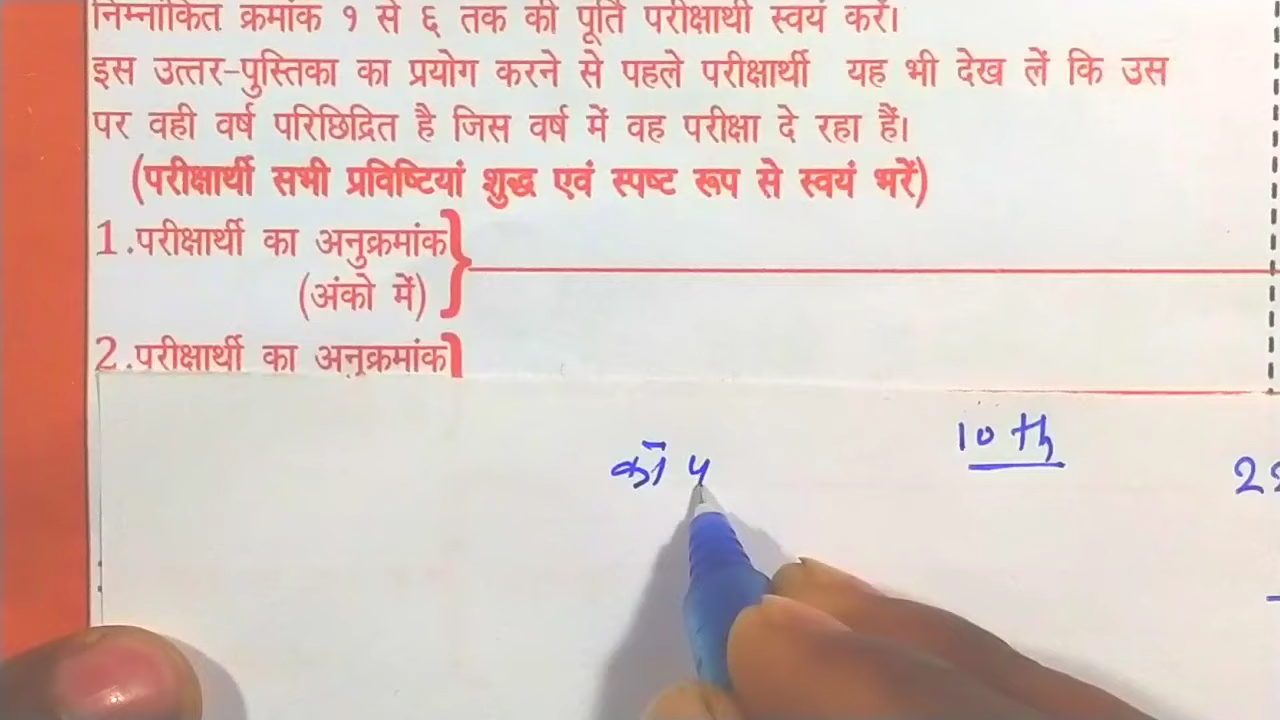 निम्नांकित क्रमांक १ से ६ तक की पूर्ति परीक्षार्थी स्वयं करें।
इस उत्तर-पुस्तिका का प्रयोग करने से पहले परीक्षार्थी यह भी देख लें कि उस
पर वही वर्ष परिछिद्रित है जिस वर्ष में वह परीक्षा दे रहा हैं।
(परीक्षार्थी सभी प्रविष्टियां शुद्ध एवं स्पष्ट रूप से स्वयं भरें)
1.परीक्षार्थी का अनुक्रमांक
(अंको में)
2.परीक्षार्थी का अनुक्रमांक
10 th
कॉ प